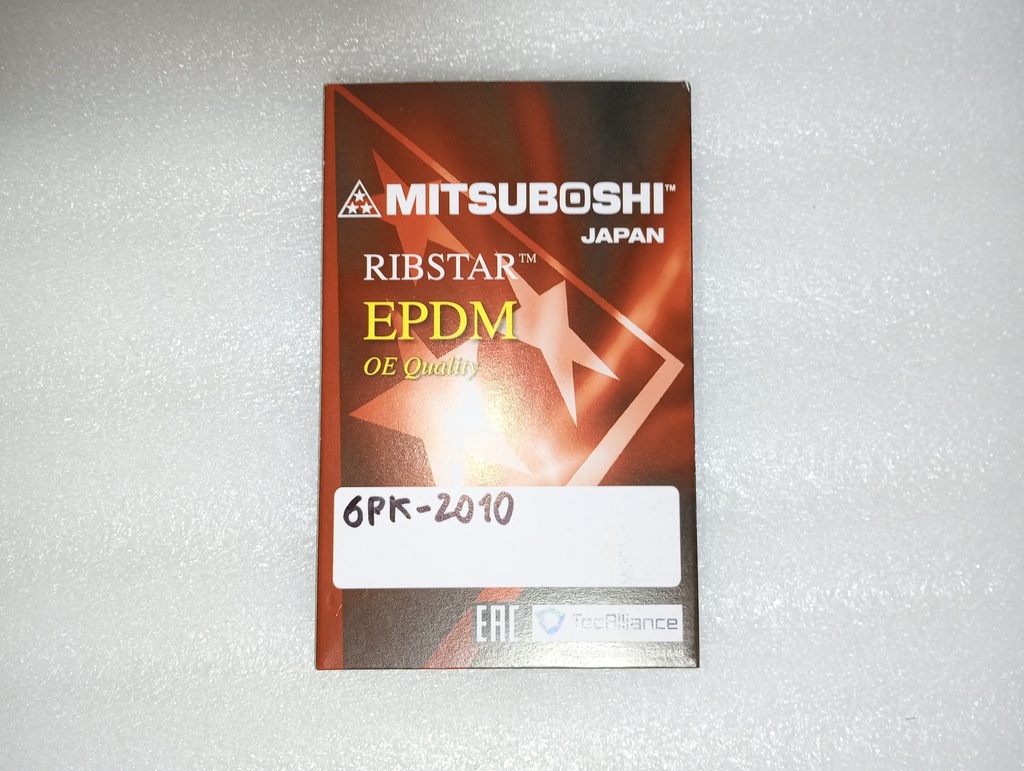 MITSUBOSHI™
JAPAN
RIBSTAR™
EPDM
OE Quality
6PK-2010
EAC TecAlliance